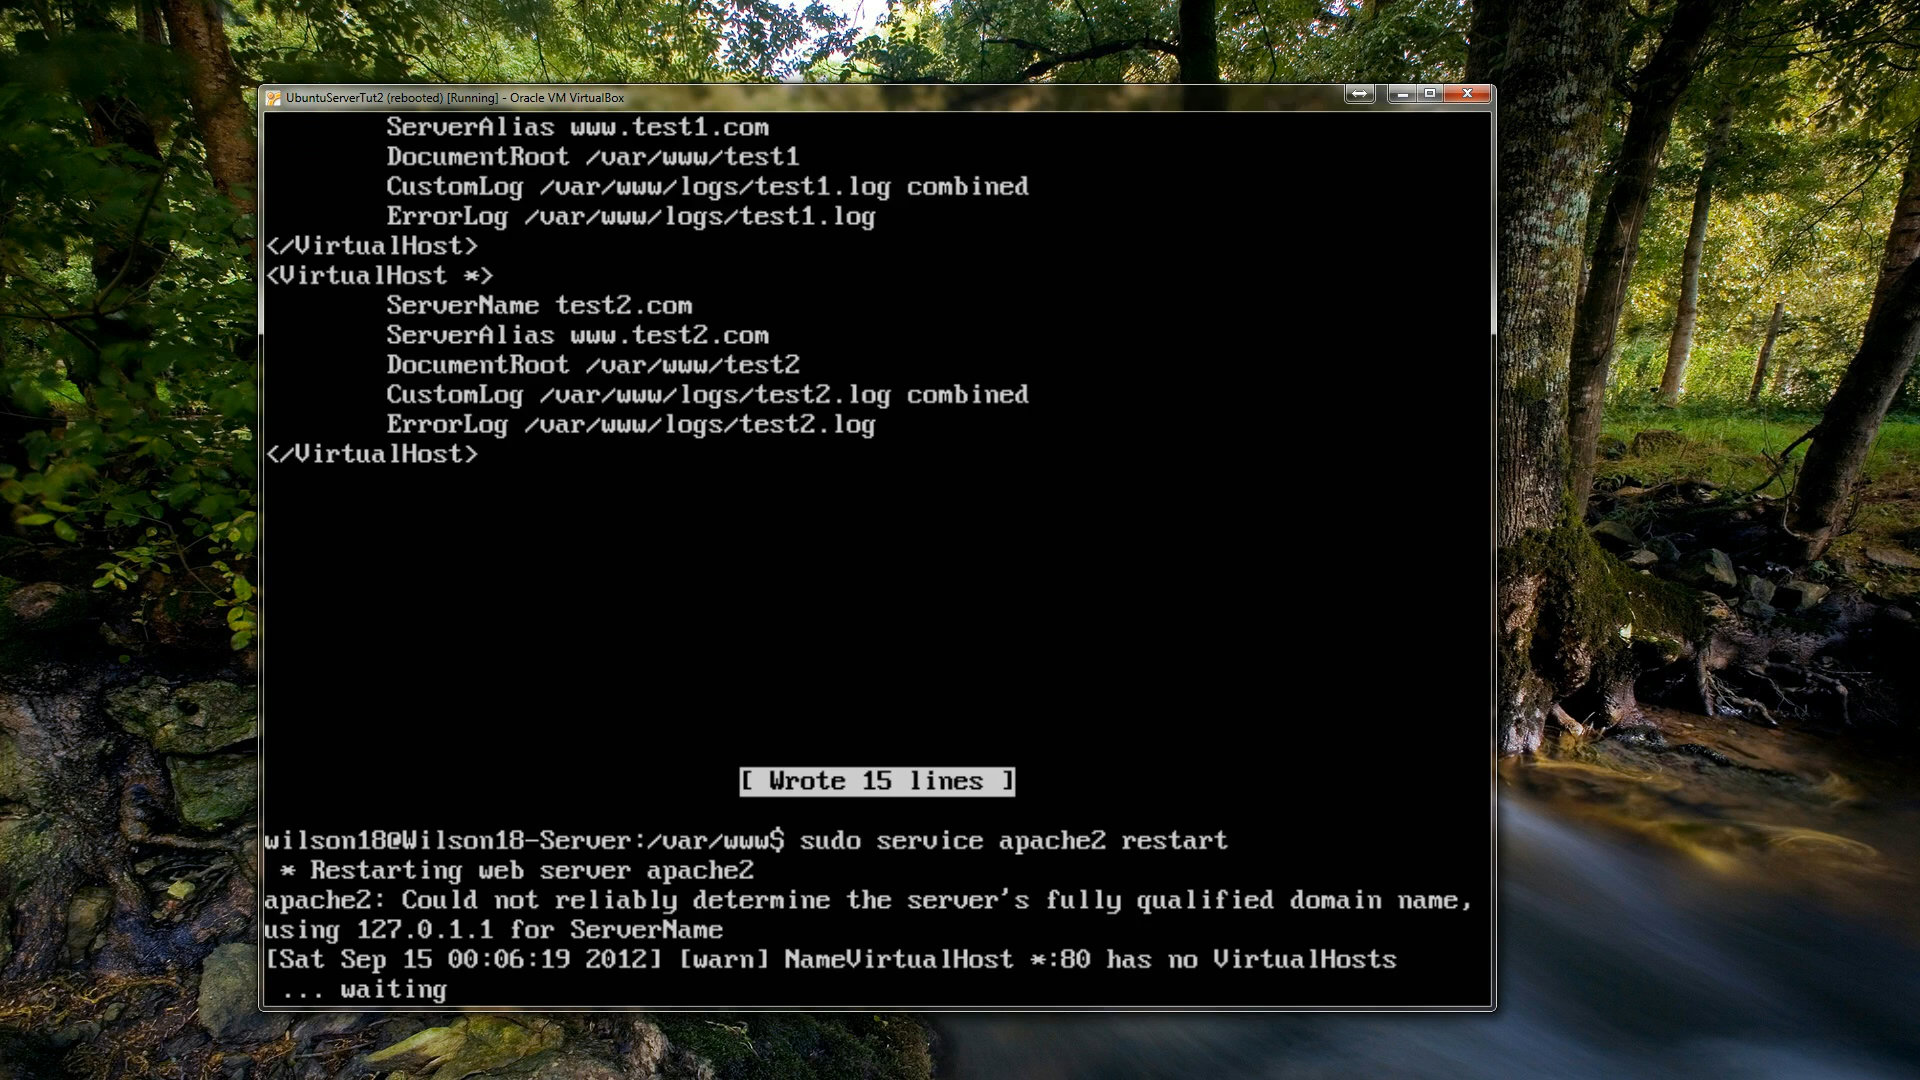 UbuntuServerTut2 (rebooted) [Running] - Oracle VM VirtualBox
ServerAlias www.test1.com
DocumentRoot /var/www/test1
CustomLog /var/www/logs/test1.log combined
ErrorLog /var/www/logs/test1.log
</VirtualHost>
<VirtualHost *>
ServerName test2.com
ServerAlias www.test2.com
DocumentRoot /var/www/test2
CustomLog /var/www/logs/test2.log combined
ErrorLog /var/www/logs/test2.log
</VirtualHost>
[ Wrote 15 lines ]
wilson18@Wilson18-Server:/var/www$ sudo service apache2 restart
* Restarting web server apache2
apache2: Could not reliably determine the server's fully qualified domain name,
using 127.0.1.1 for ServerName
[Sat Sep 15 00:06:19 2012] [warn] NameVirtualHost *:80 has no VirtualHosts
... waiting